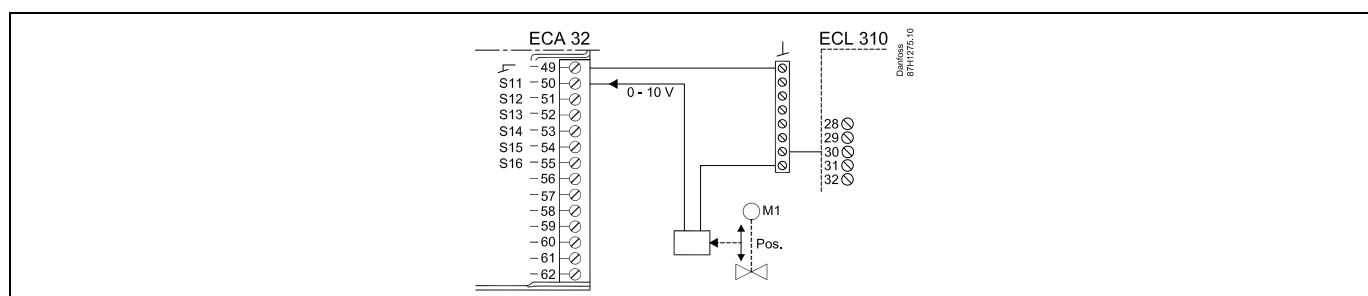 ECA 32
ECL 310
Danfoss
87H1275.10
49
S11 50
S12 51
S13 52
S14 53
S15 54
S16 55
56
57
58
59
60
61
62
0 - 10 V
28
29
30
31
32
M1
Pos.